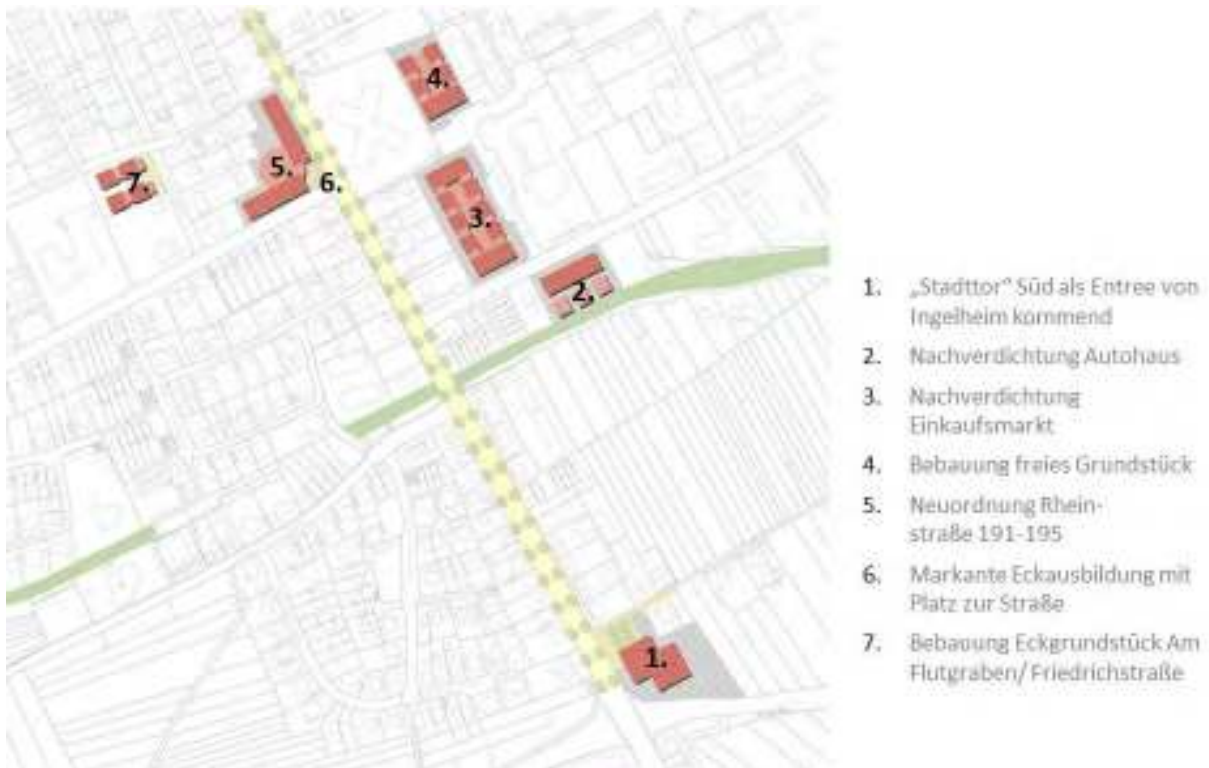 4.
5.
7.
6.
3.
2.
1.
1. „Stadttor“ Süd als Entree von
Ingelheim kommend
2. Nachverdichtung Autohaus
3. Nachverdichtung
Einkaufsmarkt
4. Bebauung freies Grundstück
5. Neuordnung Rhein-
straße 191-195
6. Markante Eckausbildung mit
Platz zur Straße
7. Bebauung Eckgrundstück Am
Flutgraben/ Friedrichstraße